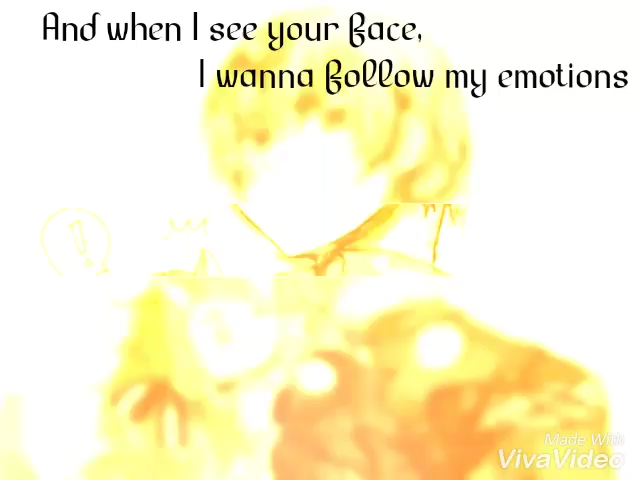 And when I see your face,
I wanna follow my emotions
Made With
VivaVideo